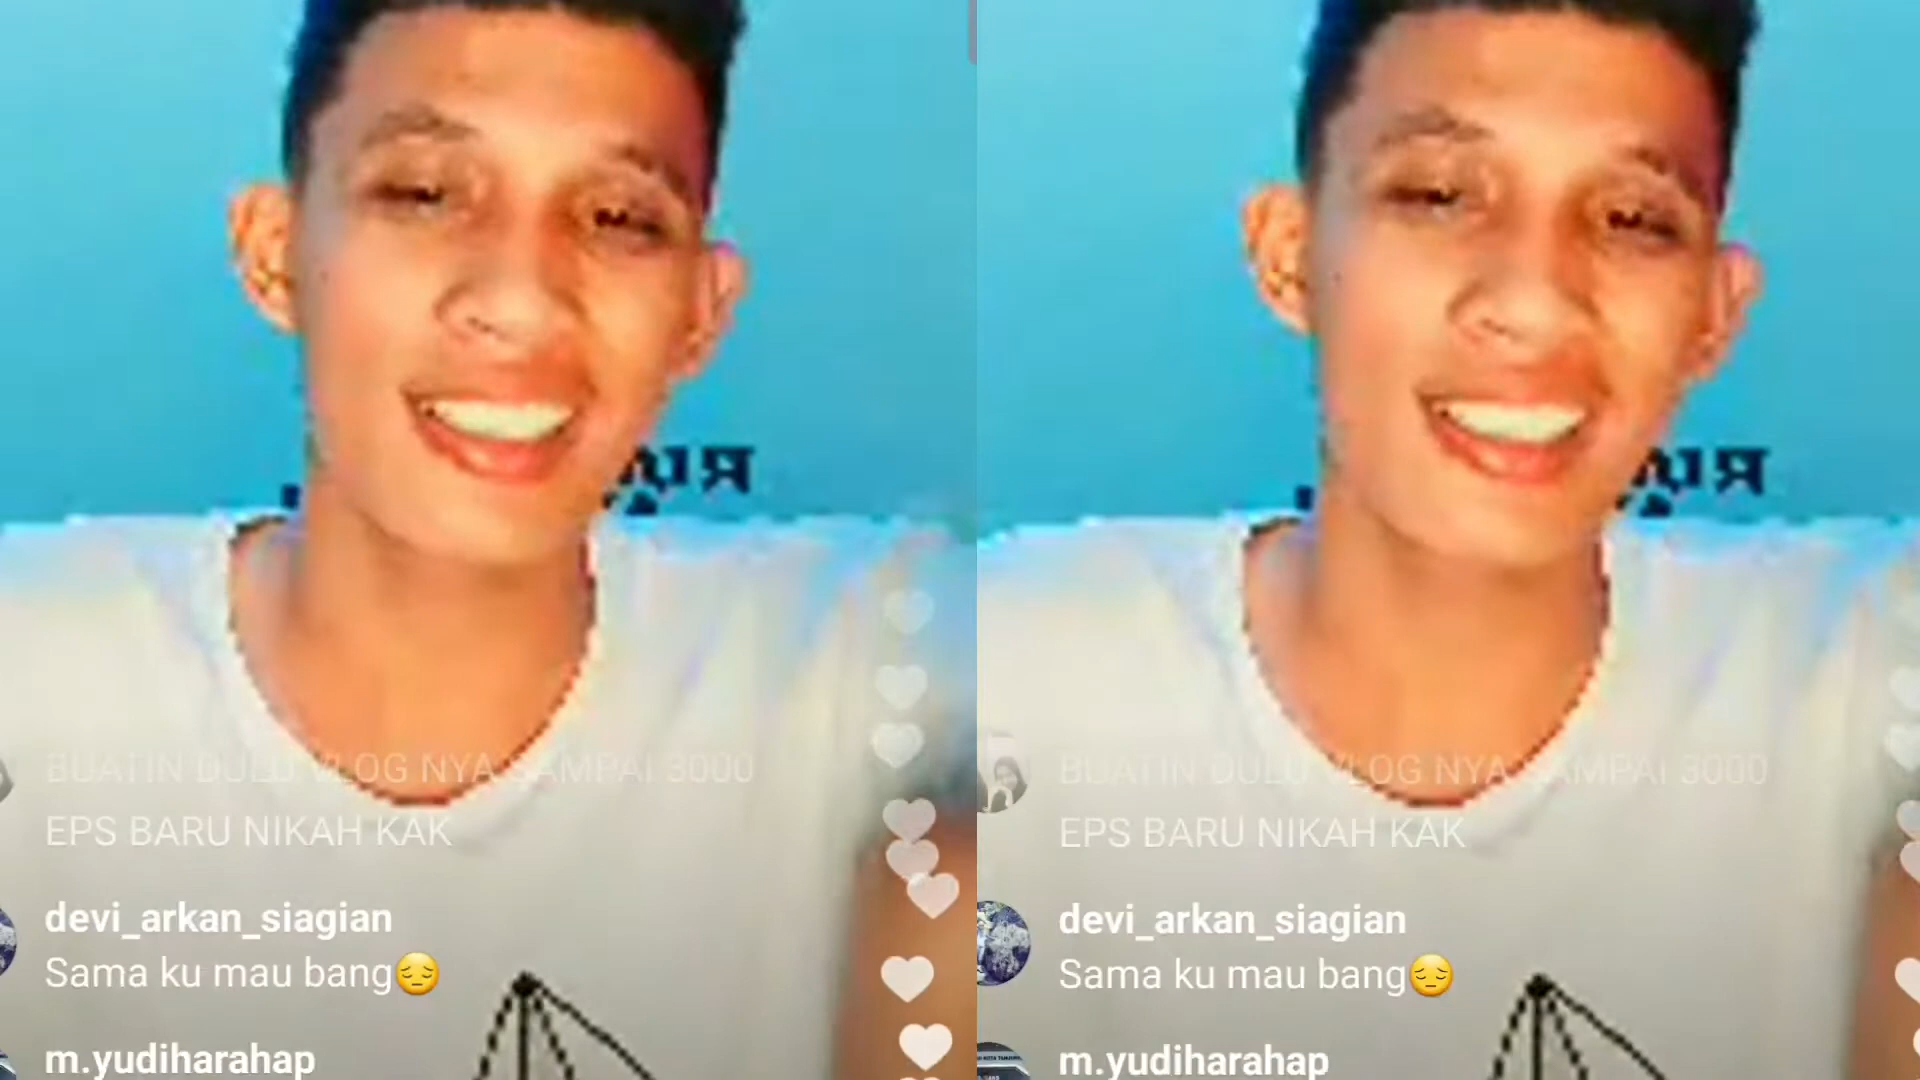 BUATIN DULU VLOG NYA SAMPAI 3000
EPS BARU NIKAH KAK
devi_arkan_siagian
Sama ku mau bang😔
m.yudiharahap
BUATIN DULU VLOG NYA SAMPAI 3000
EPS BARU NIKAH KAK
devi_arkan_siagian
Sama ku mau bang😔
m.yudiharahap